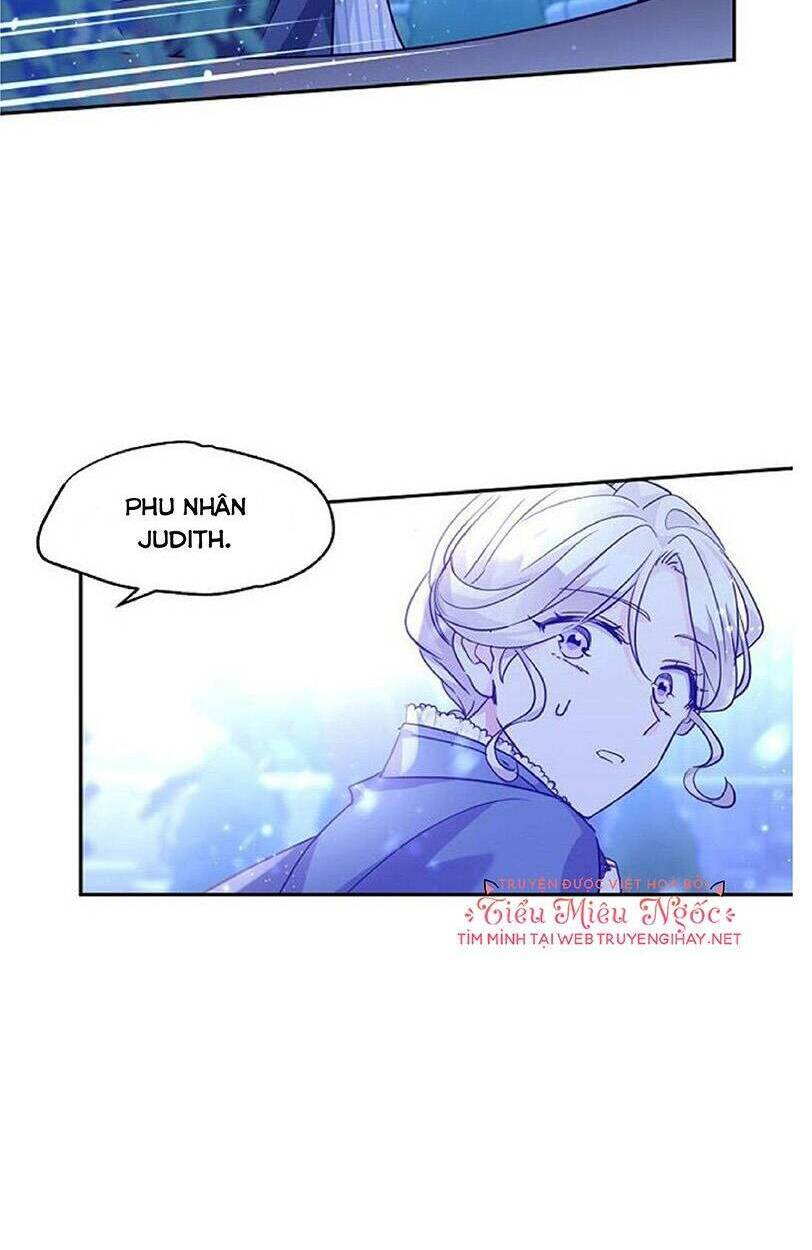 PHU NHÂN
JUDITH.
TRUYỆN ĐƯỢC VIỆT HOÁ BỞI
Tiểu Miêu Ngốc
TÌM MÌNH TẠI WEB TRUYENGIHAY.NET